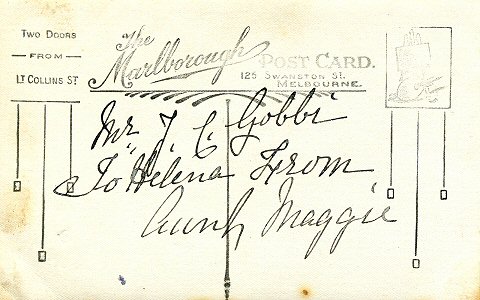 Two Doors
FROM
Lt Collins St
The Marlborough Post Card.
125 Swanston St.
Melbourne.
Mr J. C. Gobbi
To Helena From
Aunt Maggie